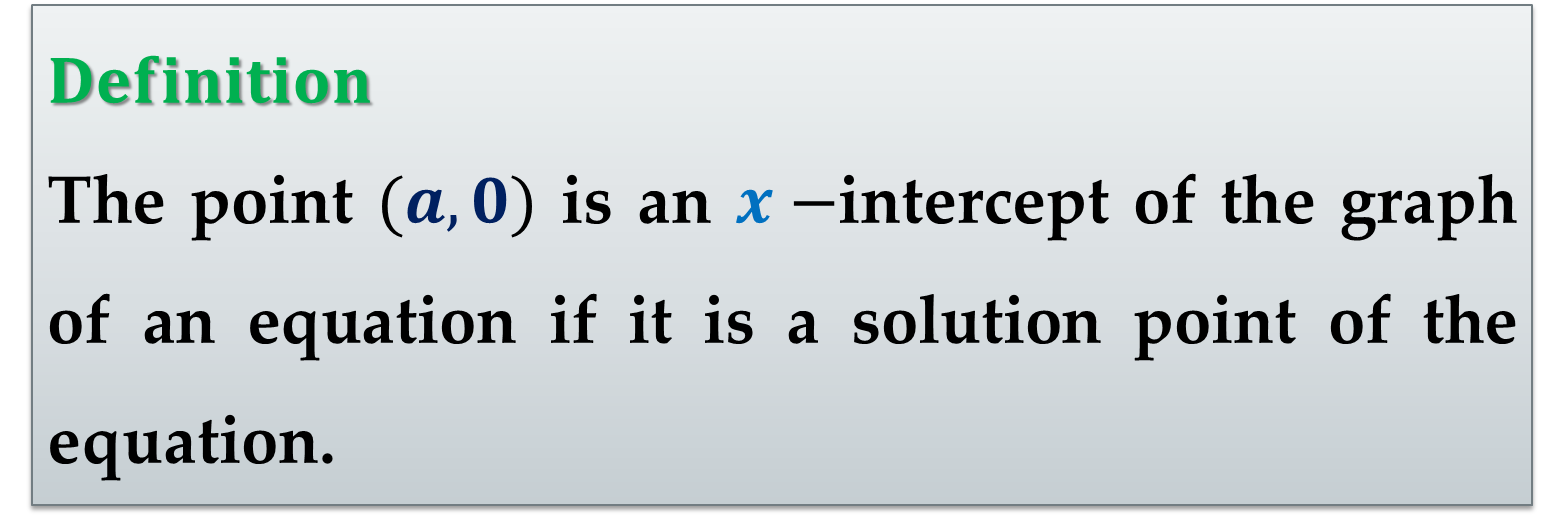 Definition
The point (a, 0) is an x −intercept of the graph
of an equation if it is a solution point of the
equation.